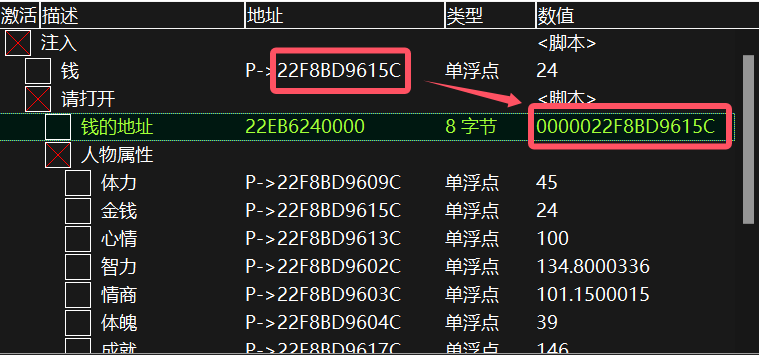 激活 描述 地址 类型 数值
注入 <脚本>
钱 P->22F8BD9615C 单浮点 24
请打开 <脚本>
钱的地址 22EB6240000 8 字节 0000022F8BD9615C
人物属性
体力 P->22F8BD9609C 单浮点 45
金钱 P->22F8BD9615C 单浮点 24
心情 P->22F8BD9613C 单浮点 100
智力 P->22F8BD9602C 单浮点 134.8000336
情商 P->22F8BD9603C 单浮点 101.1500015
体魄 P->22F8BD9604C 单浮点 39
成就 P->22F8BD9617C 单浮点 146